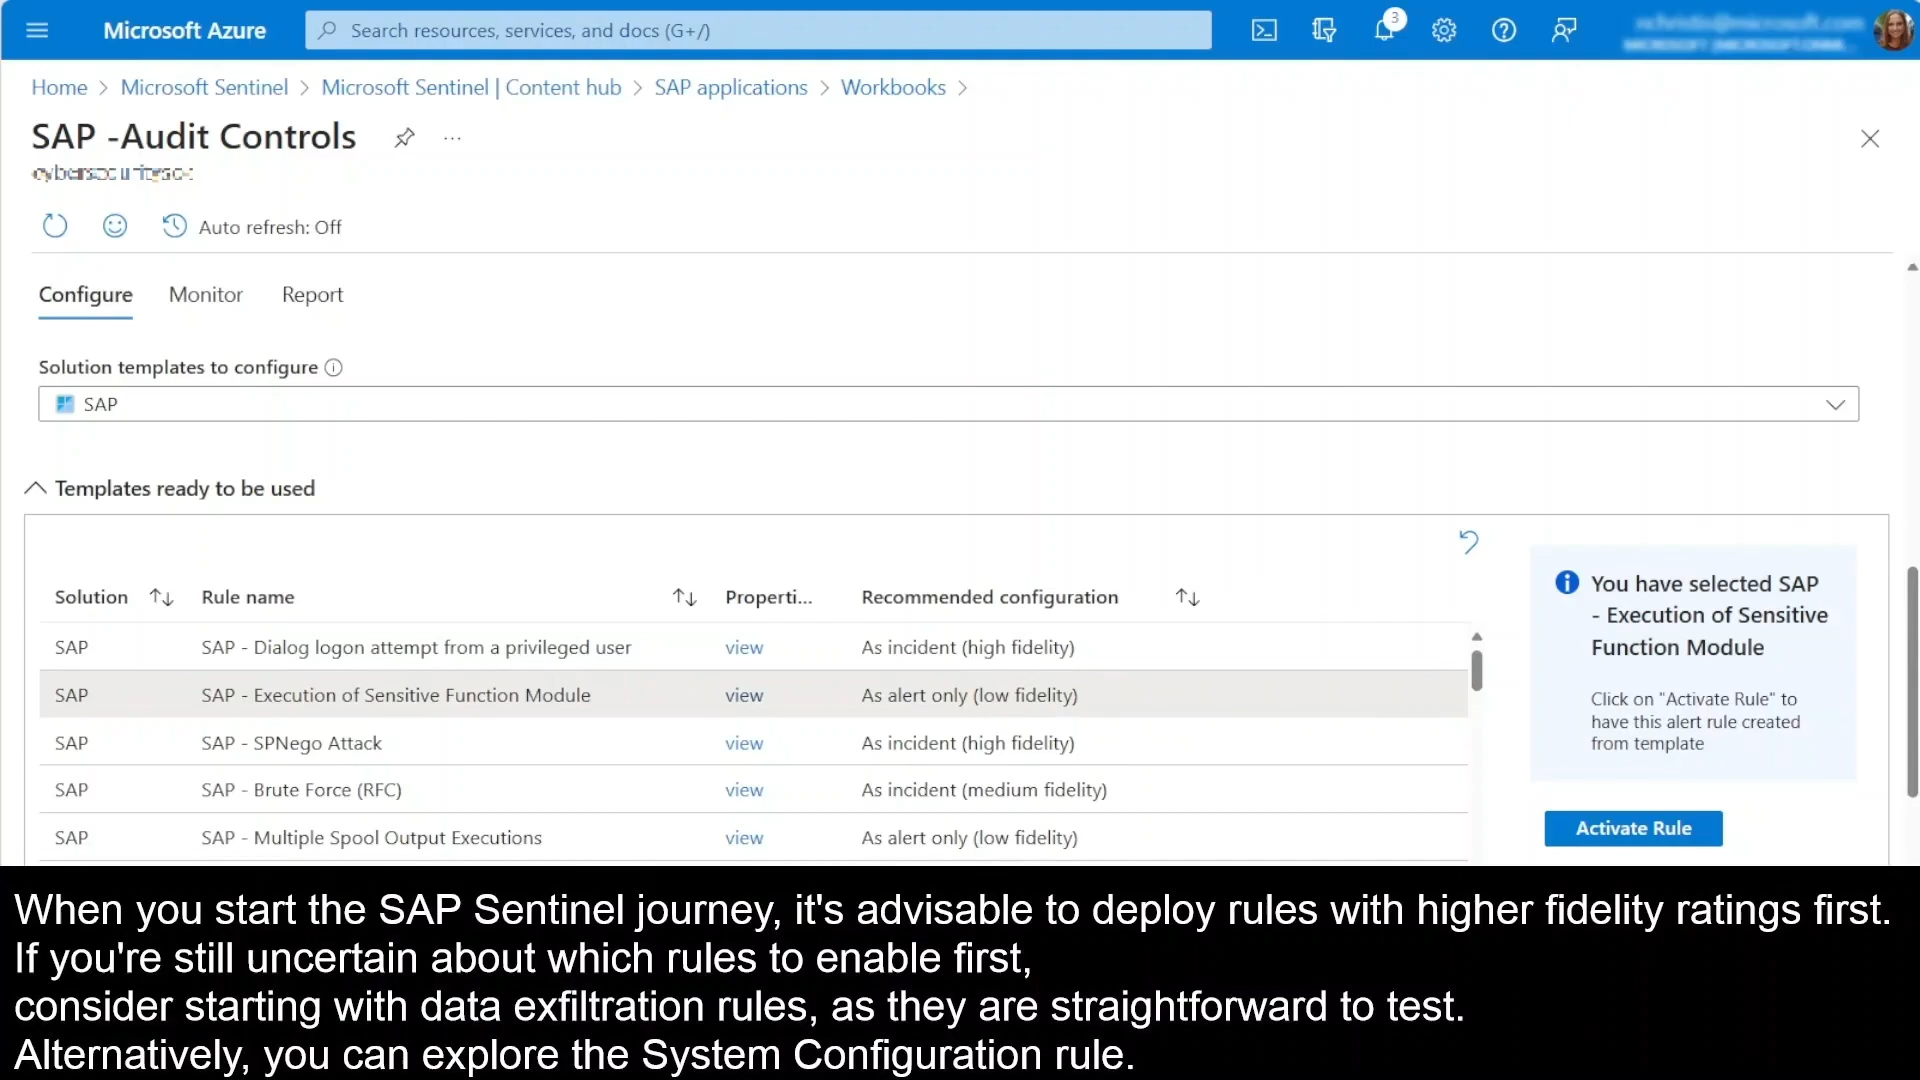 Microsoft Azure
Search resources, services, and docs (G+/)
3
Home > Microsoft Sentinel > Microsoft Sentinel | Content hub > SAP applications > Workbooks >
SAP -Audit Controls
Auto refresh: Off
Configure Monitor Report
Solution templates to configure
SAP
Templates ready to be used
Solution Rule name Properti... Recommended configuration
SAP SAP - Dialog logon attempt from a privileged user view As incident (high fidelity)
SAP SAP - Execution of Sensitive Function Module view As alert only (low fidelity)
SAP SAP - SPNego Attack view As incident (high fidelity)
SAP SAP - Brute Force (RFC) view As incident (medium fidelity)
SAP SAP - Multiple Spool Output Executions view As alert only (low fidelity)
You have selected SAP
- Execution of Sensitive
Function Module
Click on "Activate Rule" to
have this alert rule created
from template
Activate Rule
When you start the SAP Sentinel journey, it's advisable to deploy rules with higher fidelity ratings first.
If you're still uncertain about which rules to enable first,
consider starting with data exfiltration rules, as they are straightforward to test.
Alternatively, you can explore the System Configuration rule.